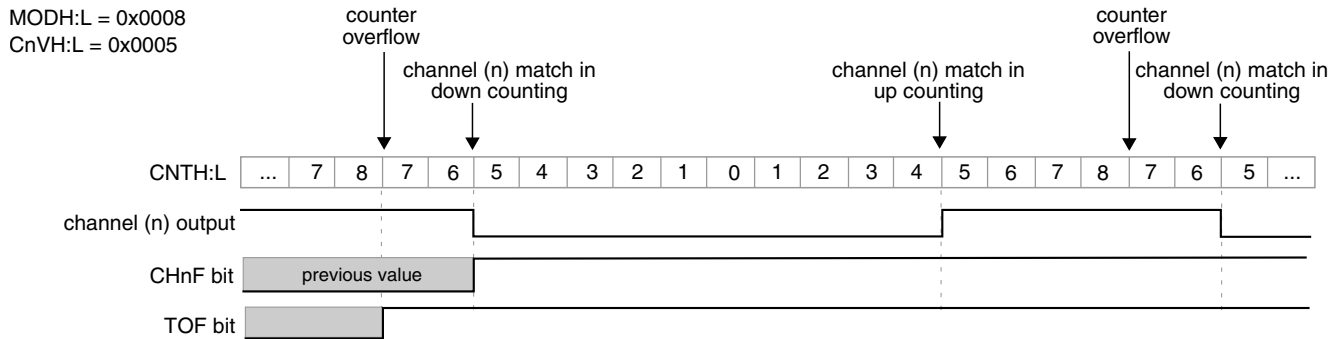 MODH:L = 0x0008
CnVH:L = 0x0005
counter
overflow
channel (n) match in
down counting
channel (n) match in
up counting
counter
overflow
channel (n) match in
down counting
CNTH:L ... 7 8 7 6 5 4 3 2 1 0 1 2 3 4 5 6 7 8 7 6 5 ...
channel (n) output
CHnF bit previous value
TOF bit